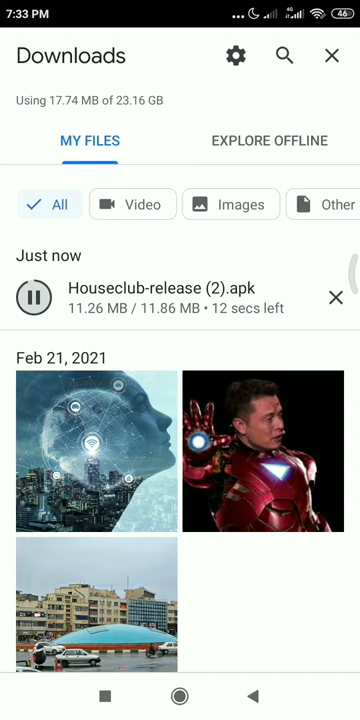 7:33 PM
4G
46
Downloads
Using 17.74 MB of 23.16 GB
MY FILES
EXPLORE OFFLINE
All
Video
Images
Other
Just now
Houseclub-release (2).apk
11.26 MB / 11.86 MB • 12 secs left
Feb 21, 2021